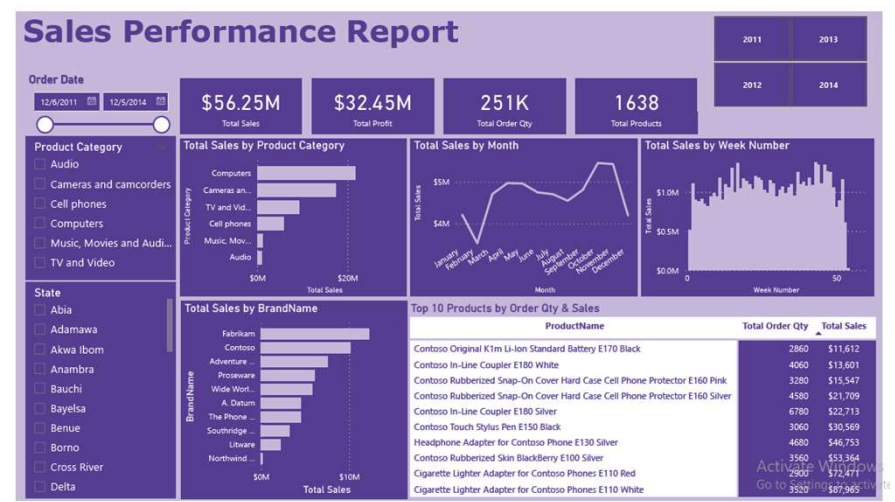 Sales Performance Report
2011
2013
2012
2014
Order Date
12/6/2011
12/5/2014
$56.25M
Total Sales
$32.45M
Total Profit
251K
Total Order Qty
1638
Total Products
Product Category
Audio
Cameras and camcorders
Cell phones
Computers
Music, Movies and Audi...
TV and Video
State
Abia
Adamawa
Akwa Ibom
Anambra
Bauchi
Bayelsa
Benue
Borno
Cross River
Delta
Total Sales by Product Category
Product Category
Computers
Cameras an...
TV and Vid...
Cell phones
Music, Mov...
Audio
$0M
$20M
Total Sales
Total Sales by Month
Total Sales
$5M
$4M
January
February
March
April
May
June
July
August
September
October
November
December
Month
Total Sales by Week Number
Total Sales
$1.0M
$0.5M
$0.0M
0
50
Week Number
Total Sales by BrandName
BrandName
Fabrikam
Contoso
Adventure ...
Proseware
Wide Worl...
A. Datum
The Phone ...
Southridge ...
Litware
Northwind ...
$0M
$10M
Total Sales
Top 10 Products by Order Qty & Sales
ProductName Total Order Qty Total Sales
Contoso Original K1m Li-Ion Standard Battery E170 Black 2860 $11,612
Contoso In-Line Coupler E180 White 4060 $13,601
Contoso Rubberized Snap-On Cover Hard Case Cell Phone Protector E160 Pink 3280 $15,547
Contoso Rubberized Snap-On Cover Hard Case Cell Phone Protector E160 Silver 4580 $21,709
Contoso In-Line Coupler E180 Silver 6780 $22,713
Contoso Touch Stylus Pen E150 Black 3060 $30,569
Headphone Adapter for Contoso Phone E130 Silver 4680 $46,753
Contoso Rubberized Skin BlackBerry E100 Silver 3560 $53,364
Cigarette Lighter Adapter for Contoso Phones E110 Red 2900 $72,471
Cigarette Lighter Adapter for Contoso Phones E110 White 3520 $87,965
Activate Windows
Go to Settings to activate